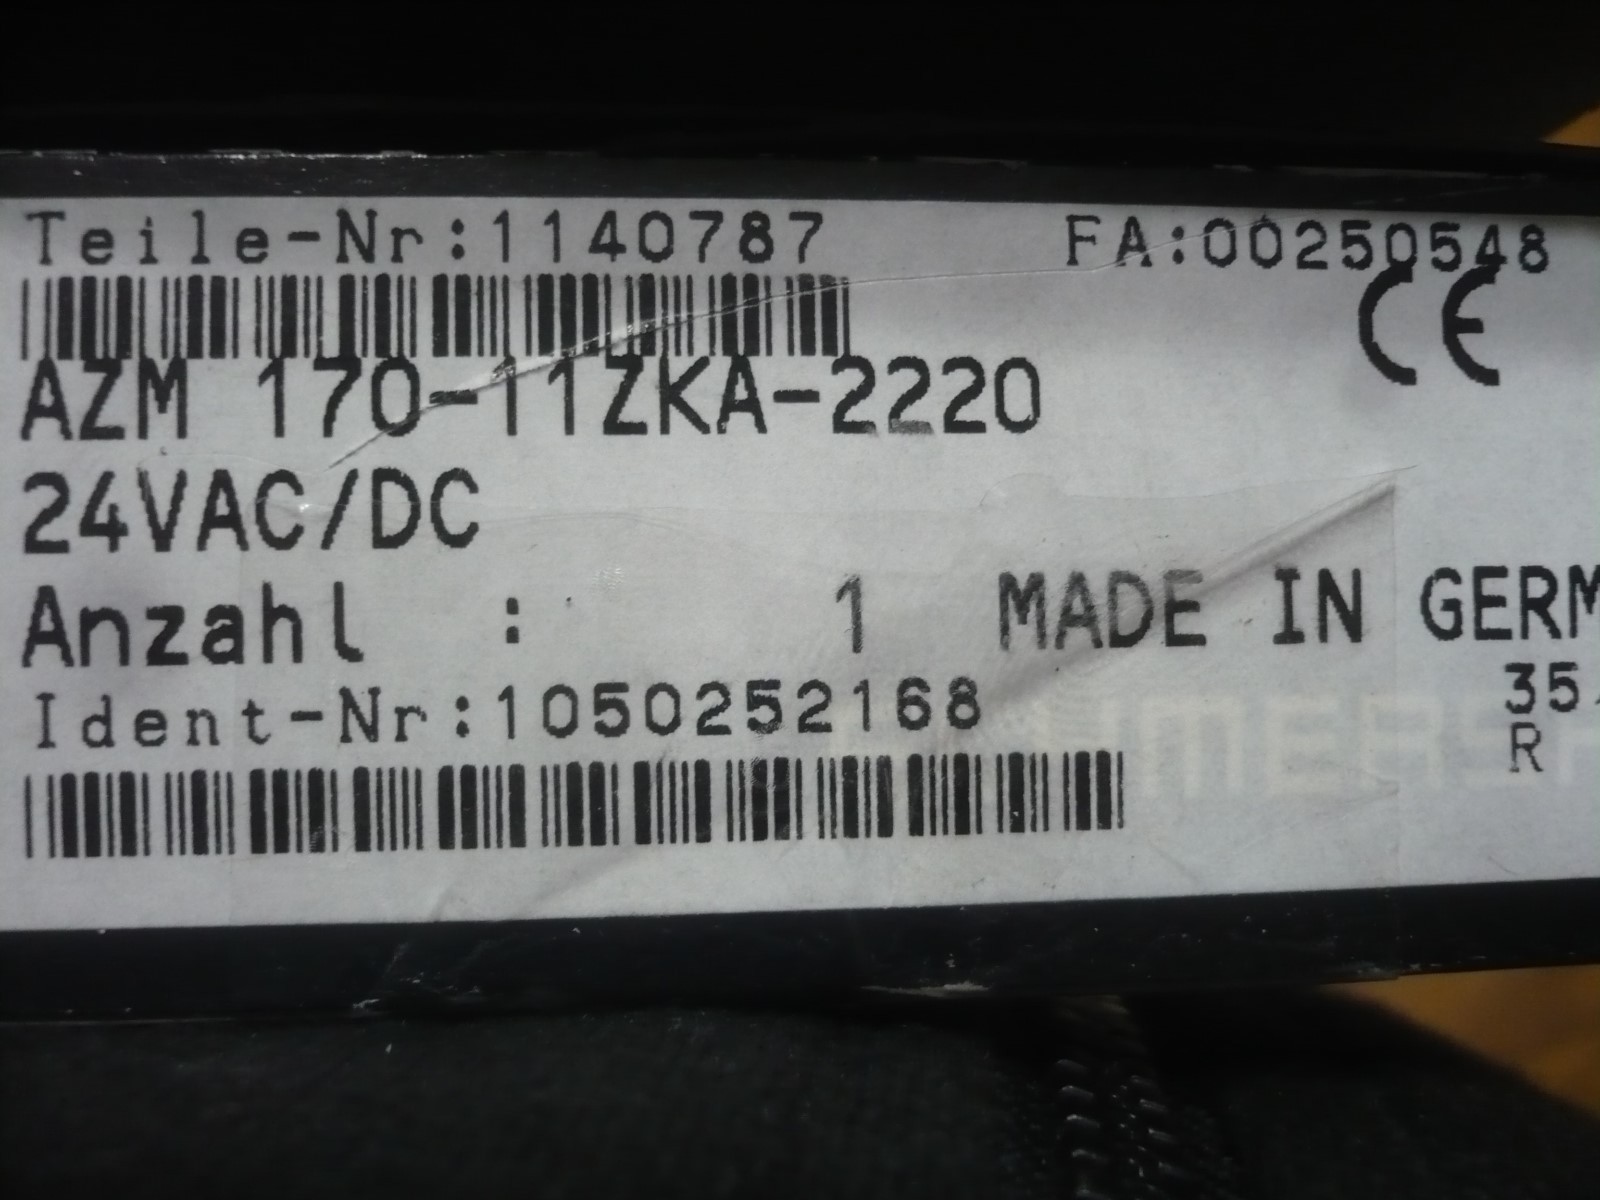 Teile-Nr:1140787 FA:00250548
CE
AZM 170-11ZKA-2220
24VAC/DC
Anzahl : 1 MADE IN GERM
Ident-Nr:1050252168 35
R